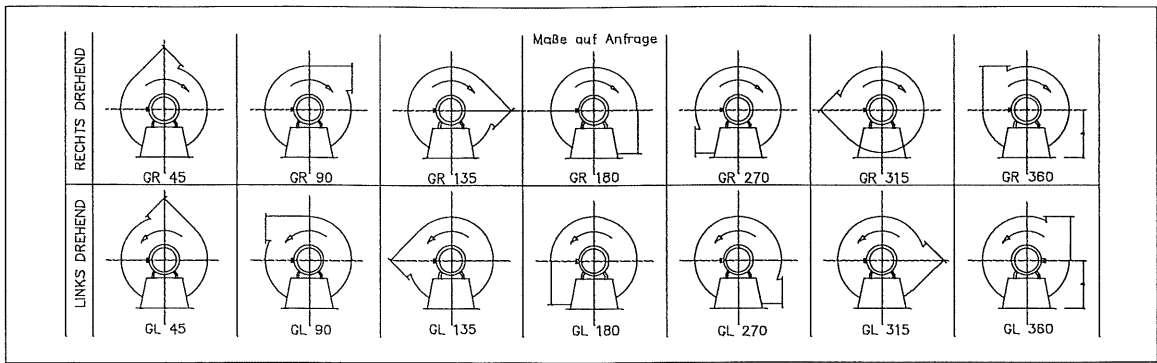 Maße auf Anfrage
RECHTS DREHEND
GR 45
GR 90
GR 135
GR 180
GR 270
GR 315
GR 360
LINKS DREHEND
GL 45
GL 90
GL 135
GL 180
GL 270
GL 315
GL 360